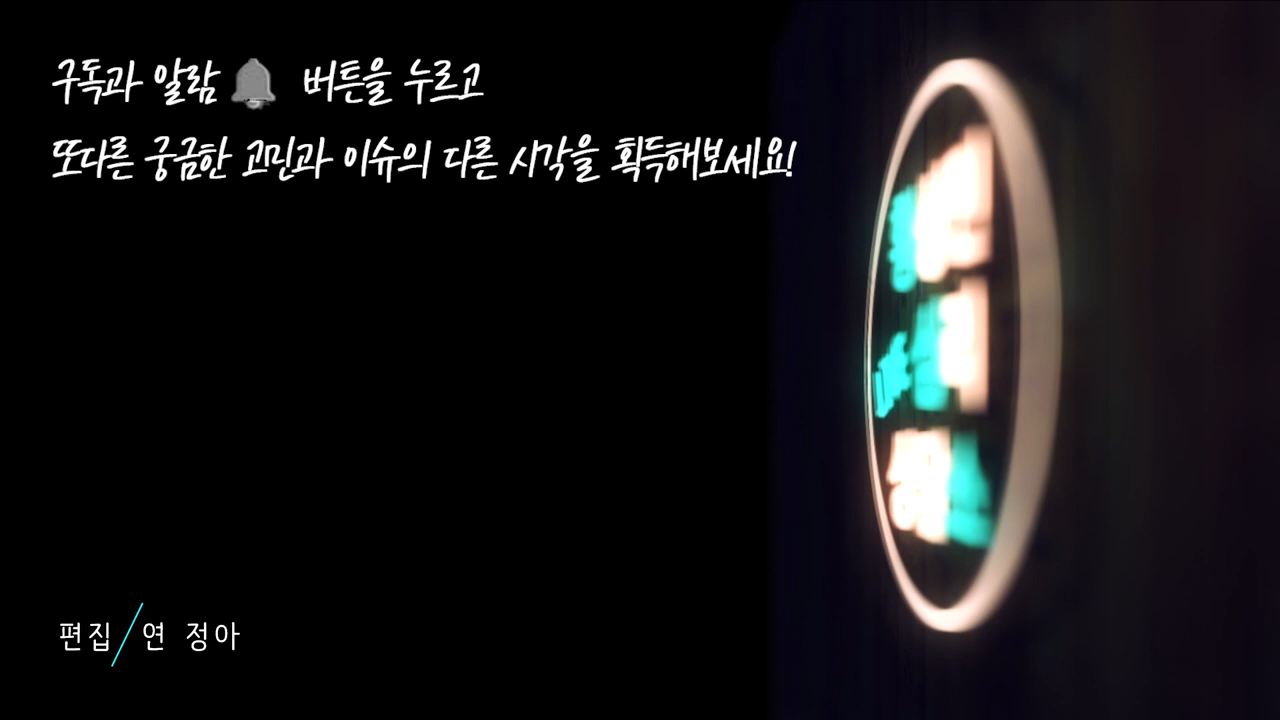 구독과 알람 버튼을 누르고
또다른 궁금한 고민과 이슈의 다른 시각을 획득해보세요!
편집/연 정아